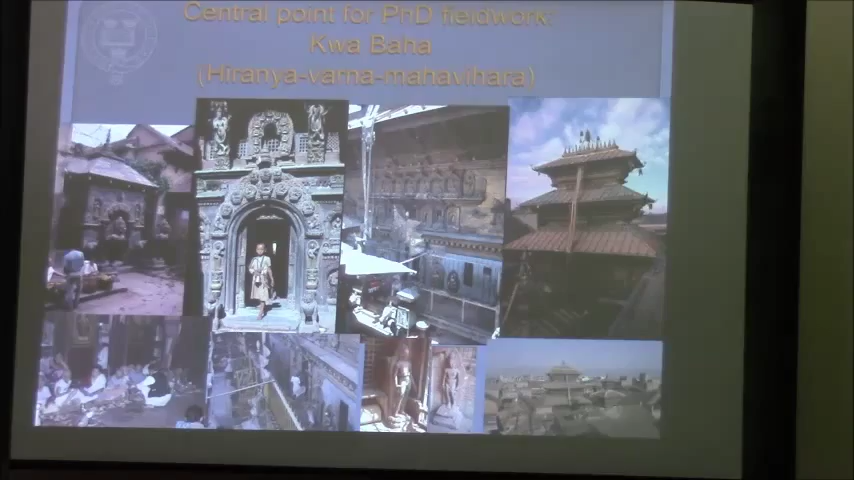 Central point for PhD fieldwork:
Kwa Baha
(Hiranya-varna-mahavihara)